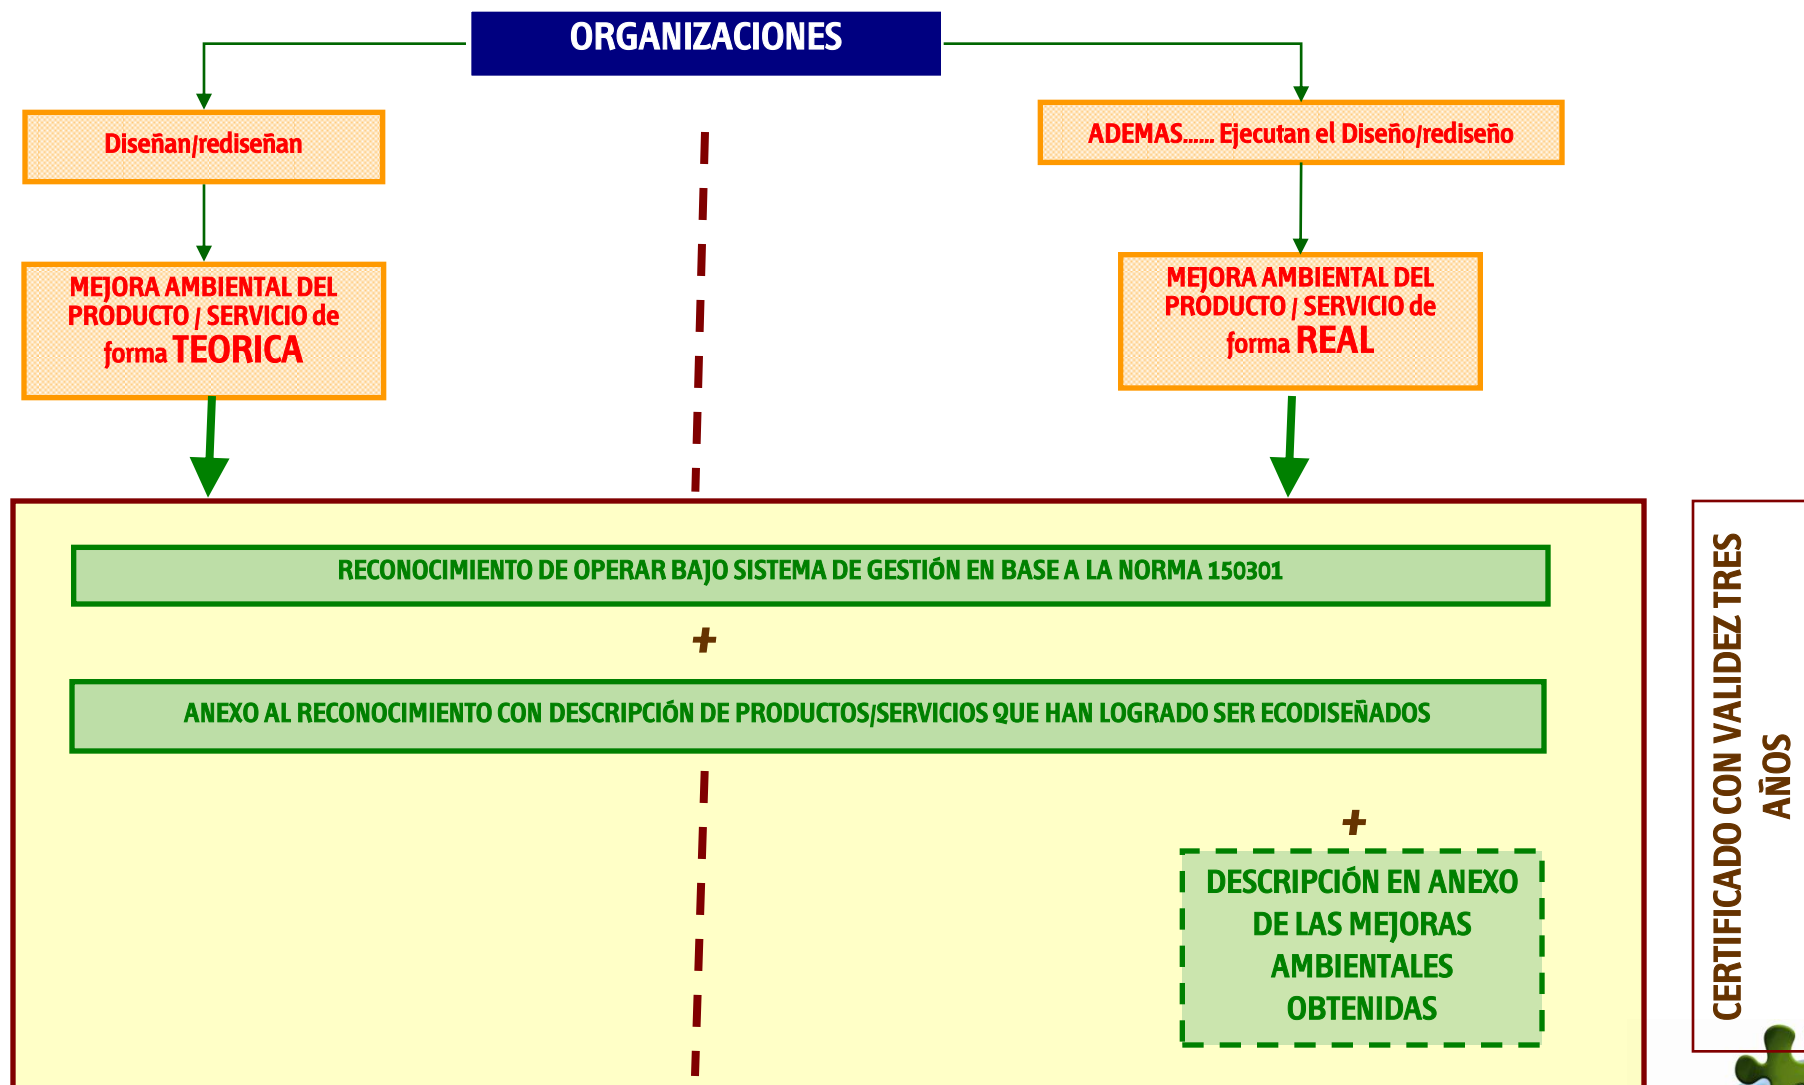 ORGANIZACIONES
Diseñan/rediseñan
ADEMAS...... Ejecutan el Diseño/rediseño
MEJORA AMBIENTAL DEL
PRODUCTO / SERVICIO de
forma TEORICA
MEJORA AMBIENTAL DEL
PRODUCTO / SERVICIO de
forma REAL
RECONOCIMIENTO DE OPERAR BAJO SISTEMA DE GESTIÓN EN BASE A LA NORMA 150301
+
ANEXO AL RECONOCIMIENTO CON DESCRIPCIÓN DE PRODUCTOS/SERVICIOS QUE HAN LOGRADO SER ECODISEÑADOS
+
DESCRIPCIÓN EN ANEXO
DE LAS MEJORAS
AMBIENTALES
OBTENIDAS
CERTIFICADO CON VALIDEZ TRES
AÑOS